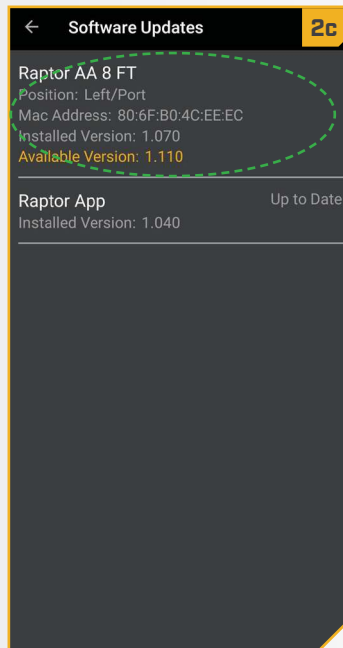 ← Software Updates
2c
Raptor AA 8 FT
Position: Left/Port
Mac Address: 80:6F:B0:4C:EE:EC
Installed Version: 1.070
Available Version: 1.110
Raptor App
Up to Date
Installed Version: 1.040